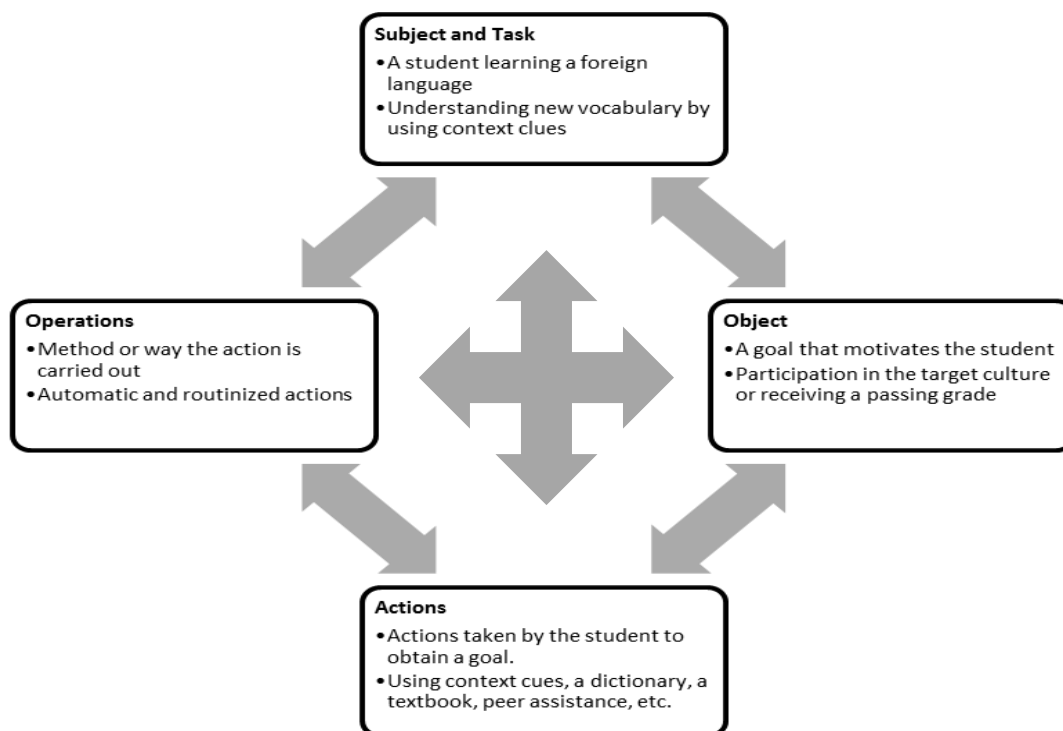 Subject and Task
•A student learning a foreign
language
•Understanding new vocabulary by
using context clues
Operations
•Method or way the action is
carried out
•Automatic and routinized actions
Object
•A goal that motivates the student
•Participation in the target culture
or receiving a passing grade
Actions
•Actions taken by the student to
obtain a goal.
•Using context cues, a dictionary, a
textbook, peer assistance, etc.